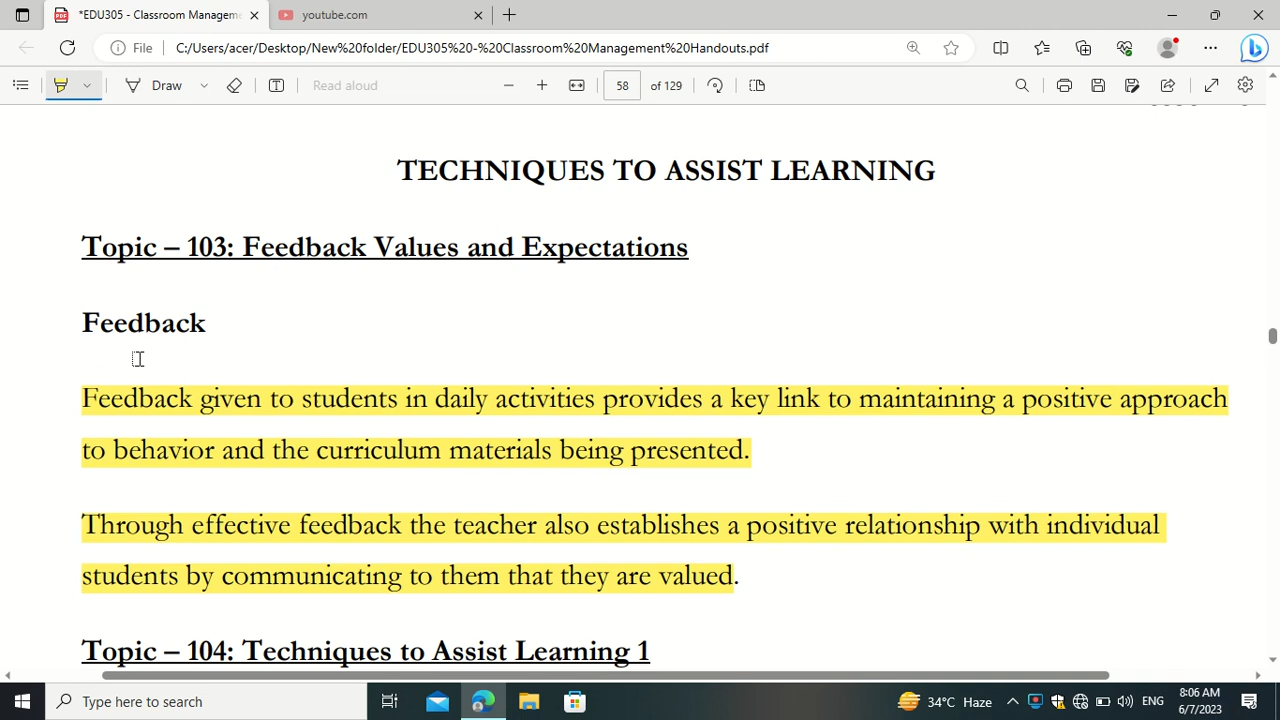 *EDU305 - Classroom Managem
youtube.com
File
C:/Users/acer/Desktop/New%20folder/EDU305%20-%20Classroom%20Management%20Handouts.pdf
Draw
Read aloud
58
of 129
TECHNIQUES TO ASSIST LEARNING
Topic – 103: Feedback Values and Expectations
Feedback
Feedback given to students in daily activities provides a key link to maintaining a positive approach
to behavior and the curriculum materials being presented.
Through effective feedback the teacher also establishes a positive relationship with individual
students by communicating to them that they are valued.
Topic – 104: Techniques to Assist Learning 1
Type here to search
34°C Haze
ENG
8:06 AM
6/7/2023